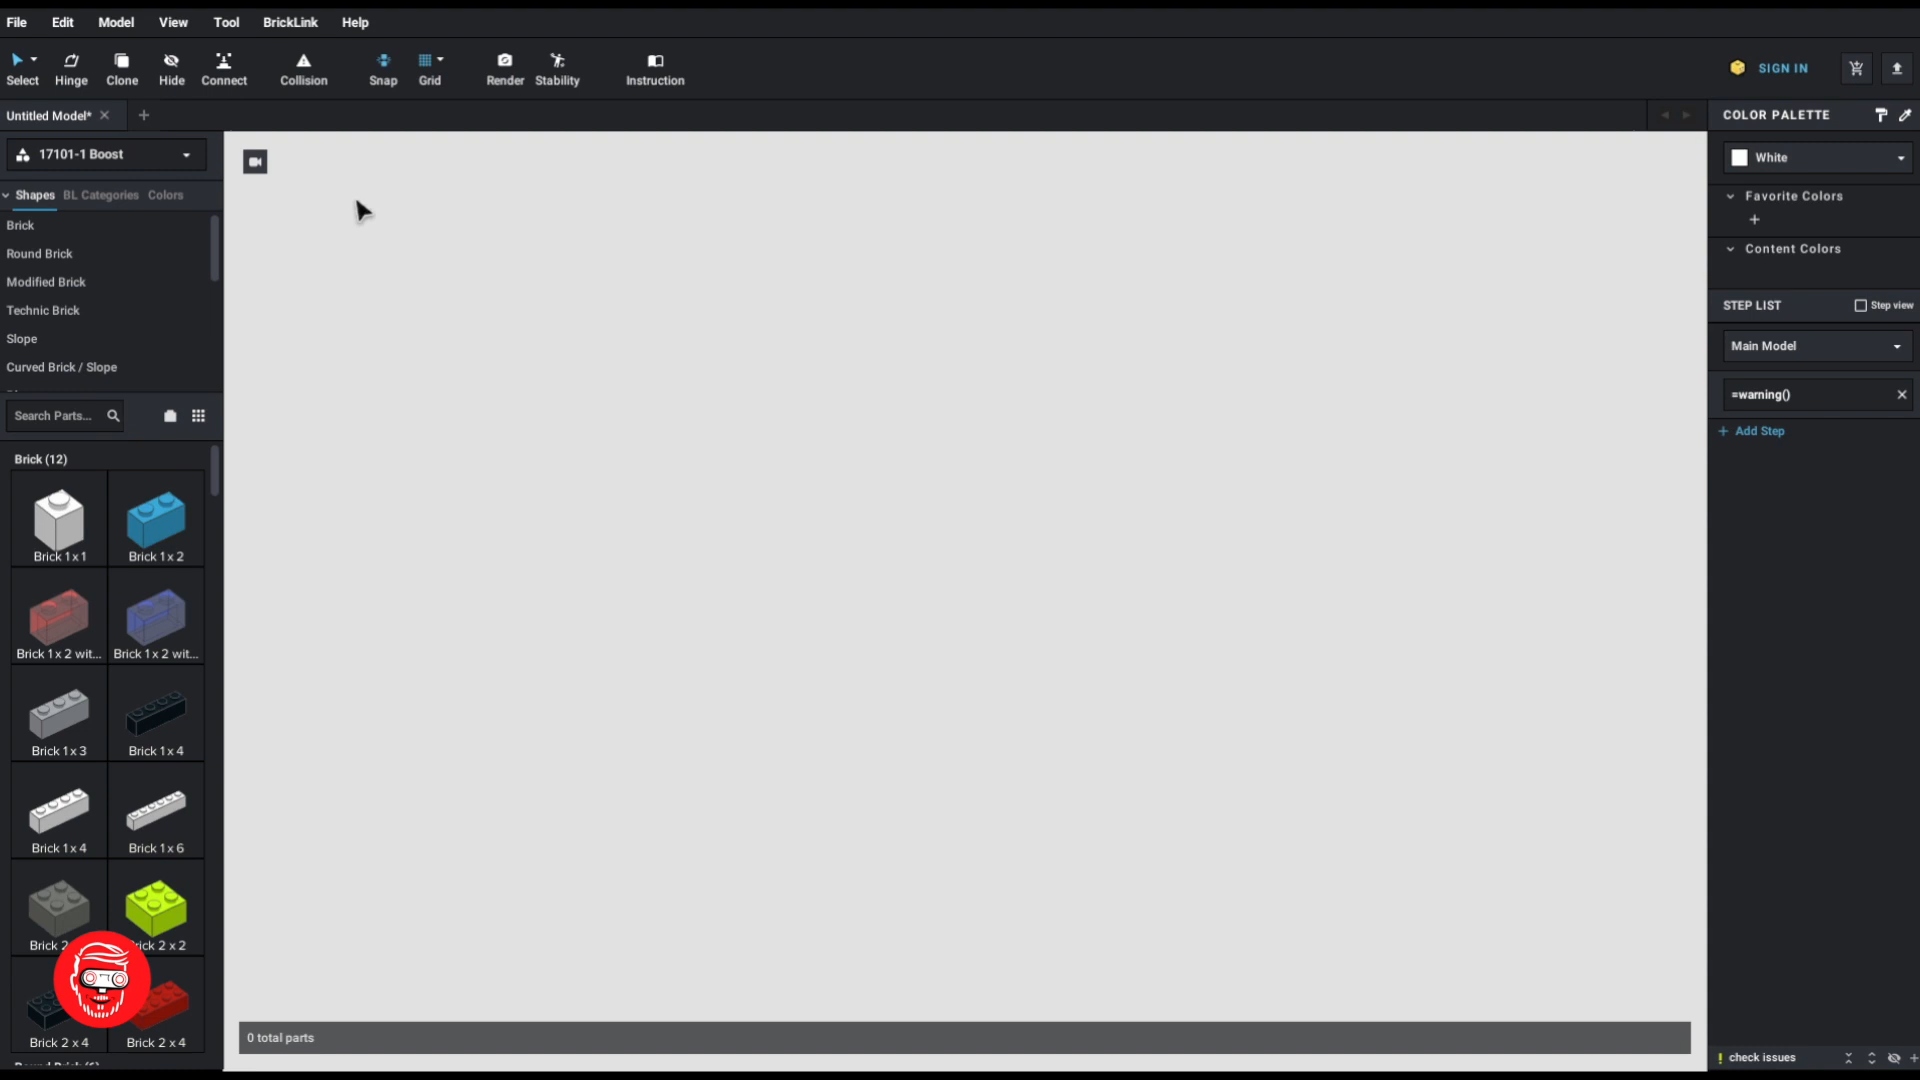 File Edit Model View Tool BrickLink Help
Select Hinge Clone Hide Connect Collision Snap Grid Render Stability Instruction
SIGN IN
Untitled Model*
COLOR PALETTE
17101-1 Boost
White
Shapes BL Categories Colors
Favorite Colors
Brick
Round Brick
Content Colors
Modified Brick
Technic Brick
STEP LIST
Step view
Slope
Main Model
Curved Brick / Slope
=warning()
Search Parts...
+ Add Step
Brick (12)
Brick 1 x 1
Brick 1 x 2
Brick 1 x 2 wit...
Brick 1 x 2 wit...
Brick 1 x 3
Brick 1 x 4
Brick 1 x 4
Brick 1 x 6
Brick 2
rick 2 x 2
Brick 2 x 4
Brick 2 x 4
0 total parts
! check issues